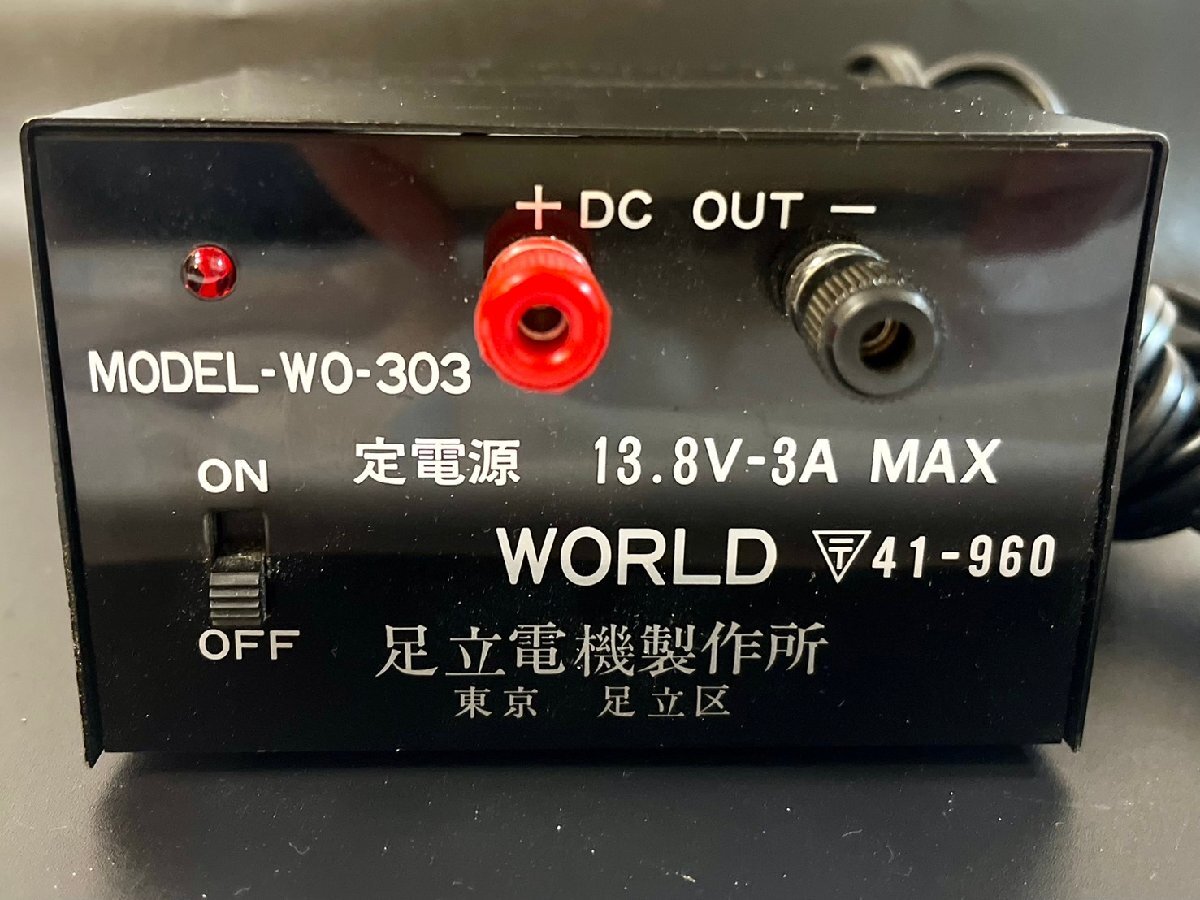 + DC OUT −
MODEL-WO-303
定電源 13.8V-3A MAX
ON
WORLD 〒41-960
OFF
足立電機製作所
東京 足立区